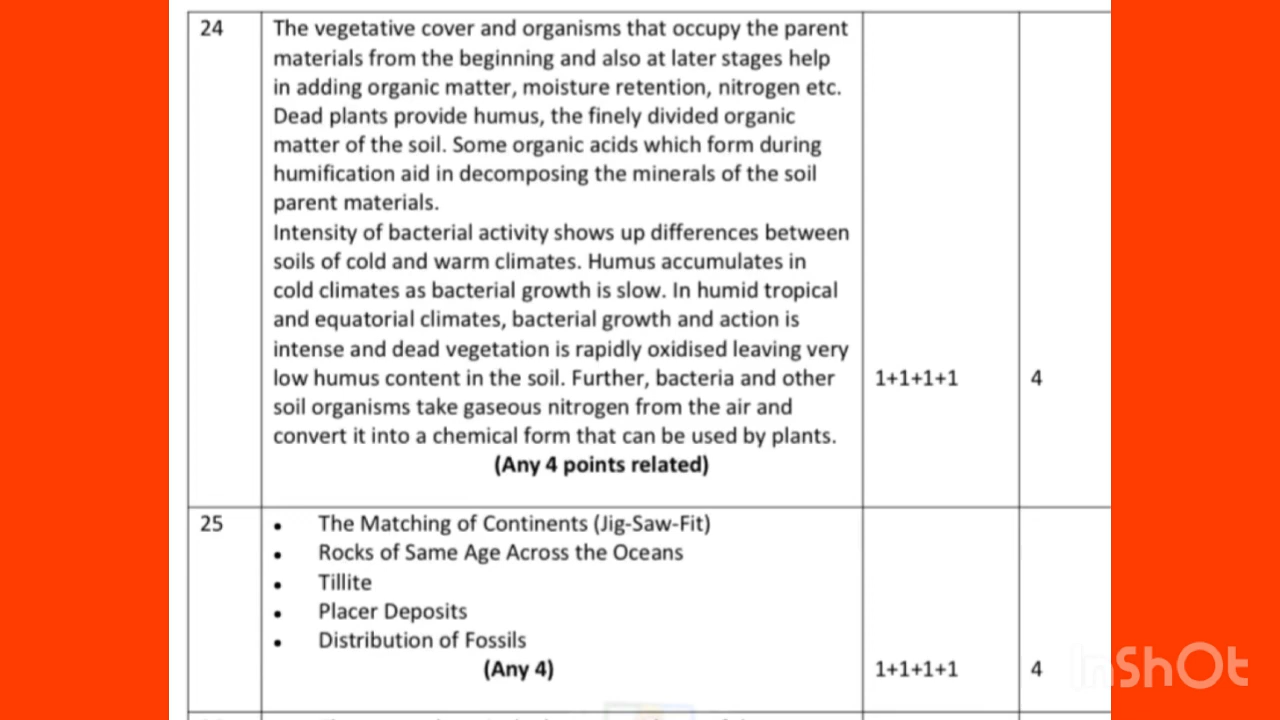 24
The vegetative cover and organisms that occupy the parent
materials from the beginning and also at later stages help
in adding organic matter, moisture retention, nitrogen etc.
Dead plants provide humus, the finely divided organic
matter of the soil. Some organic acids which form during
humification aid in decomposing the minerals of the soil
parent materials.
Intensity of bacterial activity shows up differences between
soils of cold and warm climates. Humus accumulates in
cold climates as bacterial growth is slow. In humid tropical
and equatorial climates, bacterial growth and action is
intense and dead vegetation is rapidly oxidised leaving very
low humus content in the soil. Further, bacteria and other
soil organisms take gaseous nitrogen from the air and
convert it into a chemical form that can be used by plants.
(Any 4 points related)
1+1+1+1
4
25
• The Matching of Continents (Jig-Saw-Fit)
• Rocks of Same Age Across the Oceans
• Tillite
• Placer Deposits
• Distribution of Fossils
(Any 4)
1+1+1+1
4
InShOt